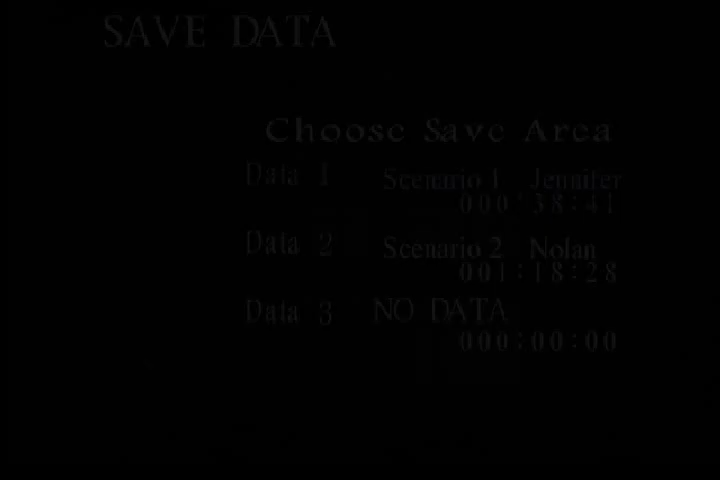 SAVE DATA
Choose Save Area
Data 1 Scenario 1 Jennifer
000:38:41
Data 2 Scenario 2 Nolan
001:18:28
Data 3 NO DATA
000:00:00